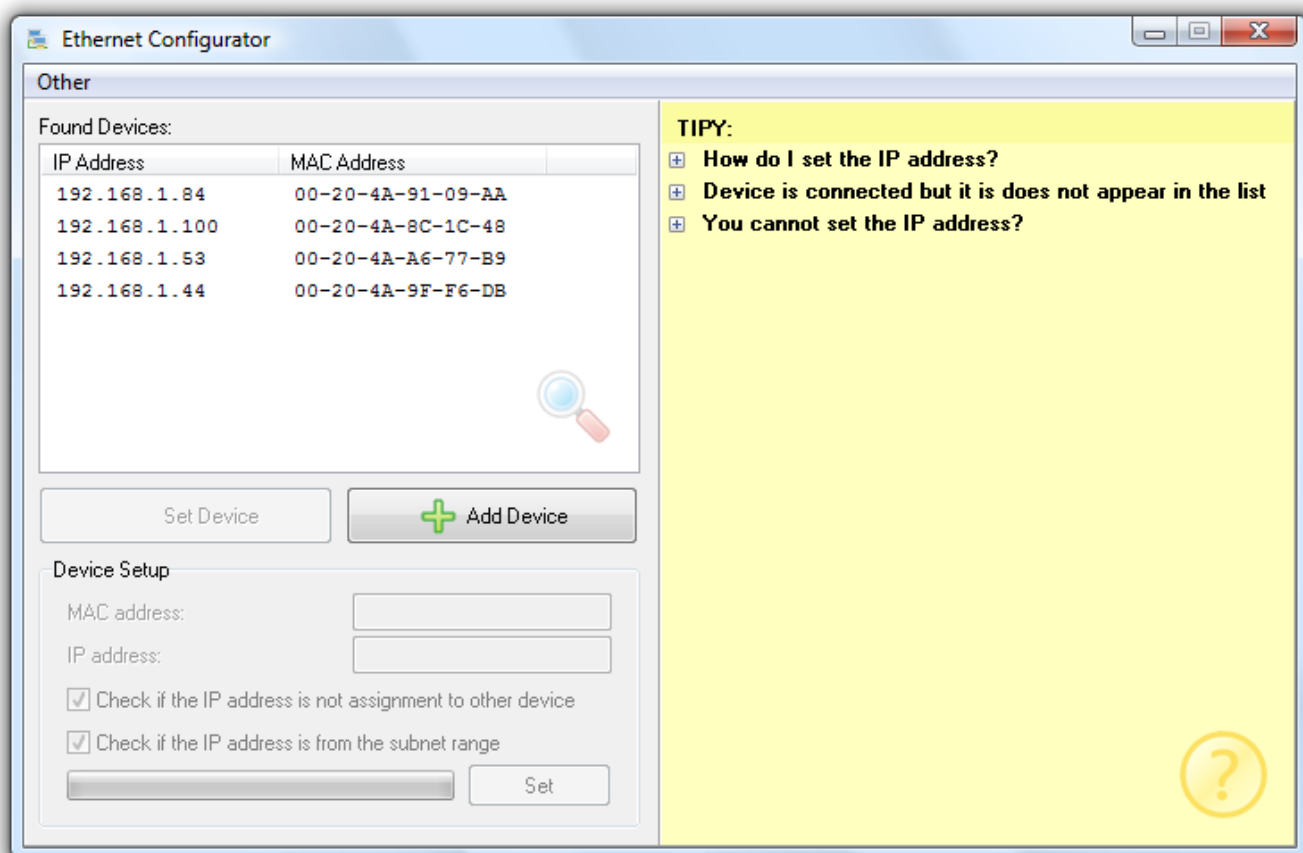 Ethernet Configurator
Other
Found Devices:
IP Address MAC Address
192.168.1.84 00-20-4A-91-09-AA
192.168.1.100 00-20-4A-8C-1C-48
192.168.1.53 00-20-4A-A6-77-B9
192.168.1.44 00-20-4A-9F-F6-DB
Set Device Add Device
Device Setup
MAC address:
IP address:
Check if the IP address is not assignment to other device
Check if the IP address is from the subnet range
Set
TIPY:
How do I set the IP address?
Device is connected but it is does not appear in the list
You cannot set the IP address?